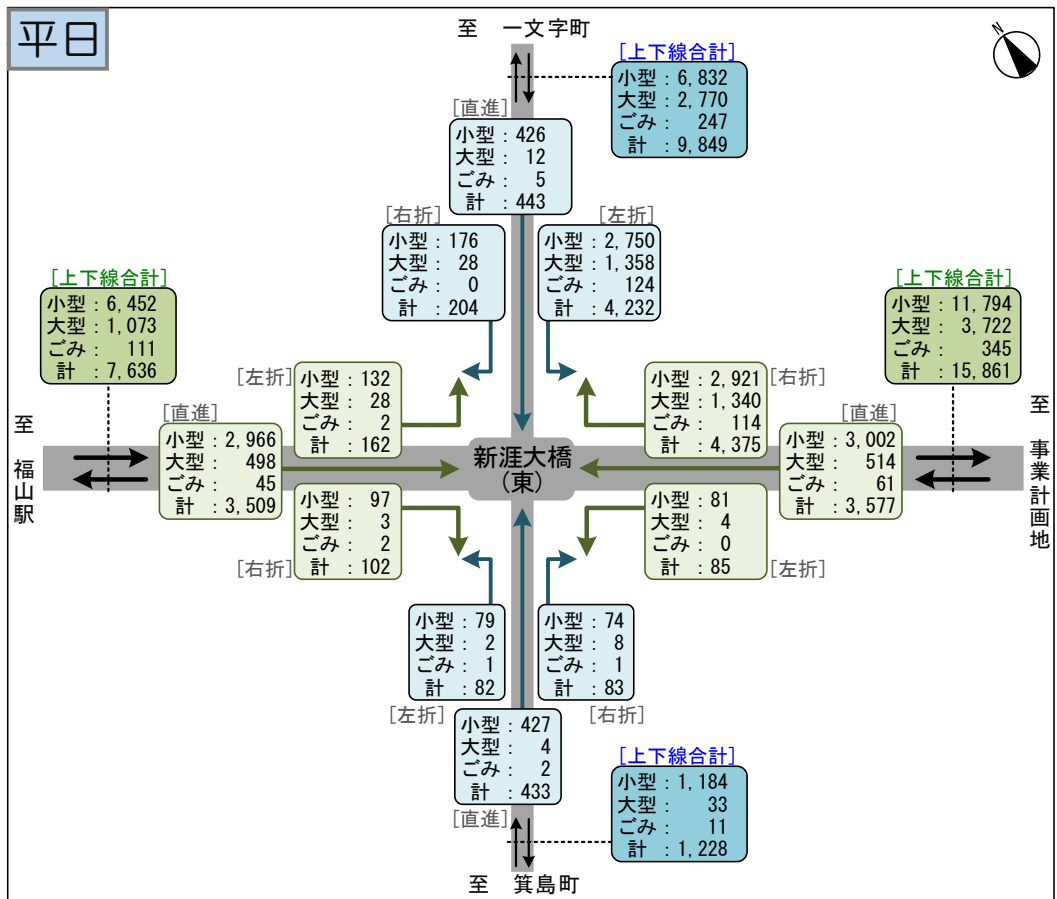 平日
至 一文字町
N
[上下線合計]
小型：6,832
大型：2,770
ごみ： 247
計 ：9,849
[直進]
小型：426
大型： 12
ごみ： 5
計 ：443
[右折]
小型：176
大型： 28
ごみ： 0
計 ：204
[左折]
小型：2,750
大型：1,358
ごみ： 124
計 ：4,232
[上下線合計]
小型：6,452
大型：1,073
ごみ： 111
計 ：7,636
[上下線合計]
小型：11,794
大型： 3,722
ごみ： 345
計 ：15,861
[左折]
小型：132
大型： 28
ごみ： 2
計 ：162
小型：2,921
大型：1,340
ごみ： 114
計 ：4,375
[右折]
至 福山駅
[直進]
小型：2,966
大型： 498
ごみ： 45
計 ：3,509
新涯大橋
(東)
[直進]
小型：3,002
大型： 514
ごみ： 61
計 ：3,577
至 事業計画地
小型： 97
大型： 3
ごみ： 2
計 ：102
[右折]
小型：81
大型： 4
ごみ： 0
計 ：85
[左折]
小型：79
大型： 2
ごみ： 1
計 ：82
[左折]
小型：74
大型： 8
ごみ： 1
計 ：83
[右折]
小型：427
大型： 4
ごみ： 2
計 ：433
[直進]
[上下線合計]
小型：1,184
大型： 33
ごみ： 11
計 ：1,228
至 箕島町